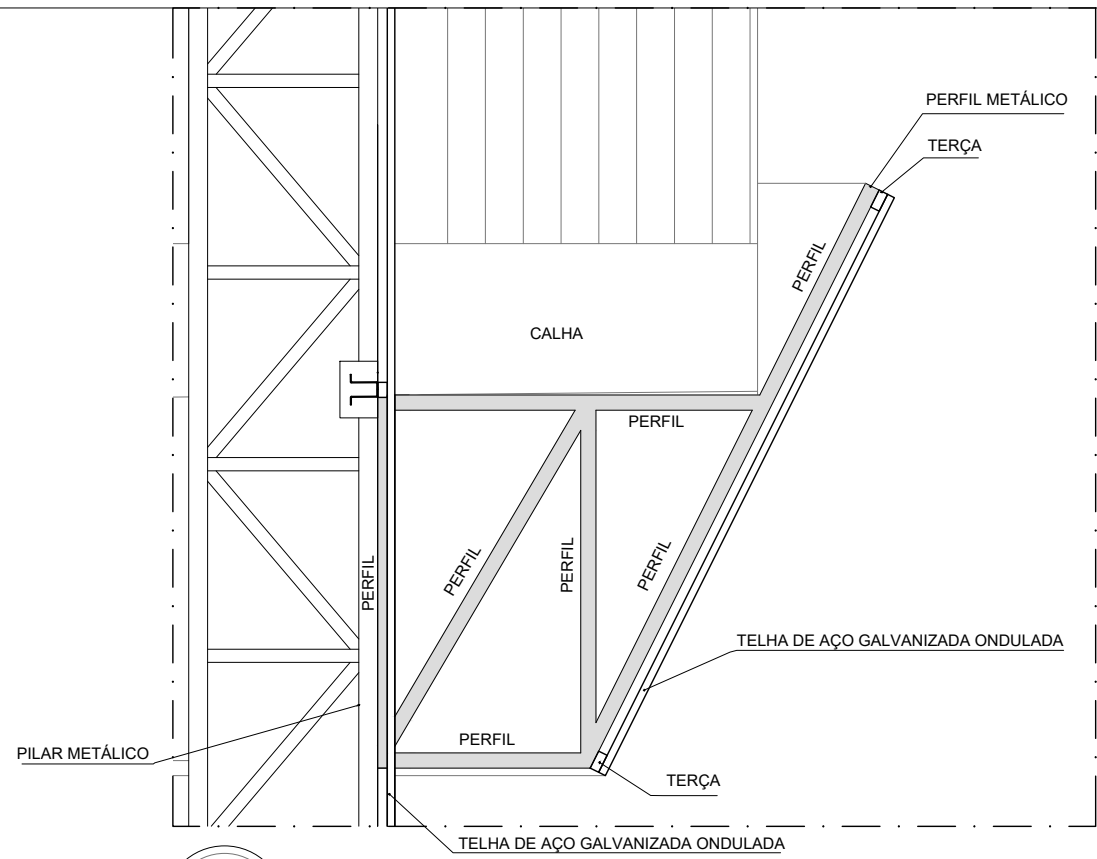 PERFIL METÁLICO
TERÇA
PERFIL
CALHA
PERFIL
PERFIL
PERFIL
PERFIL
PERFIL
TELHA DE AÇO GALVANIZADA ONDULADA
PERFIL
PILAR METÁLICO
TERÇA
TELHA DE AÇO GALVANIZADA ONDULADA